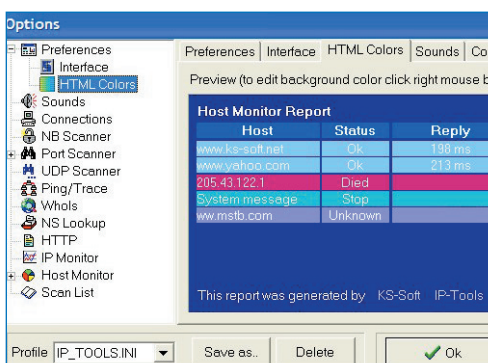 Options
Preferences
Interface
HTML Colors
Sounds
Connections
NB Scanner
Port Scanner
UDP Scanner
Ping/Trace
WhoIs
NS Lookup
HTTP
IP Monitor
Host Monitor
Scan List
Preferences Interface HTML Colors Sounds Co
Preview (to edit background color click right mouse b
Host Monitor Report
Host Status Reply
www.ks-soft.net Ok 198 ms
www.yahoo.com Ok 213 ms
205.43.122.1 Died
System message Stop
ww.mstb.com Unknown
This report was generated by KS-Soft IP-Tools
Profile IP_TOOLS.INI Save as.. Delete Ok